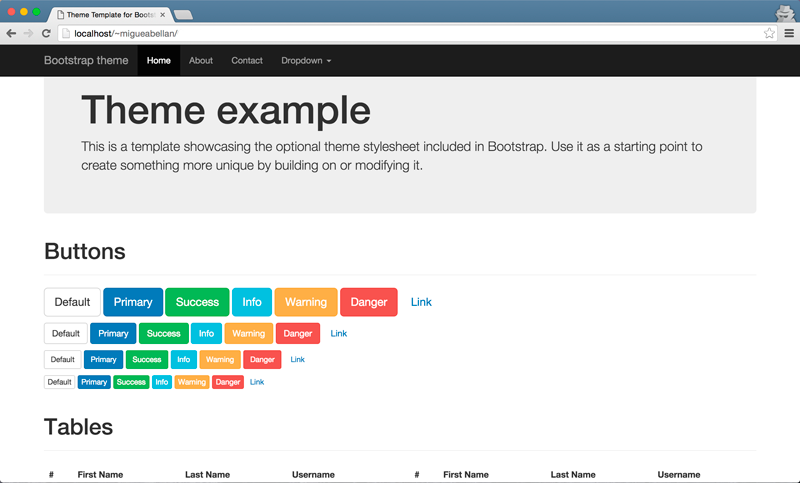 Theme Template for Bootst
localhost/~migueabellan/
Bootstrap theme Home About Contact Dropdown
Theme example
This is a template showcasing the optional theme stylesheet included in Bootstrap. Use it as a starting point to
create something more unique by building on or modifying it.
Buttons
Default Primary Success Info Warning Danger Link
Default Primary Success Info Warning Danger Link
Default Primary Success Info Warning Danger Link
Default Primary Success Info Warning Danger Link
Tables
# First Name Last Name Username # First Name Last Name Username